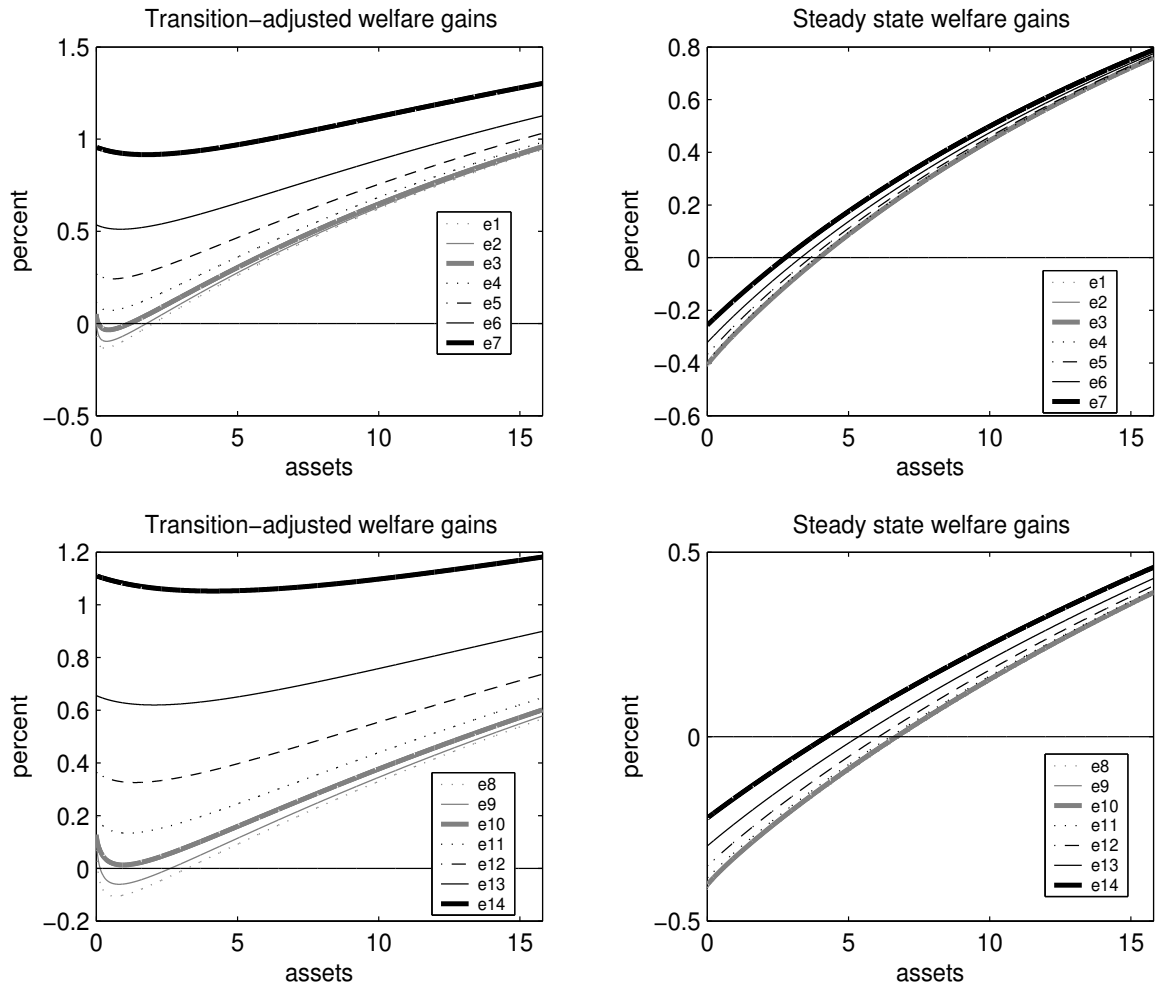 Transition−adjusted welfare gains
1.5
1
0.5
0
−0.5
percent
0 5 10 15
assets
e1
e2
e3
e4
e5
e6
e7
Steady state welfare gains
0.8
0.6
0.4
0.2
0
−0.2
−0.4
−0.6
percent
0 5 10 15
assets
e1
e2
e3
e4
e5
e6
e7
Transition−adjusted welfare gains
1.2
1
0.8
0.6
0.4
0.2
0
−0.2
percent
0 5 10 15
assets
e8
e9
e10
e11
e12
e13
e14
Steady state welfare gains
0.5
0
−0.5
percent
0 5 10 15
assets
e8
e9
e10
e11
e12
e13
e14